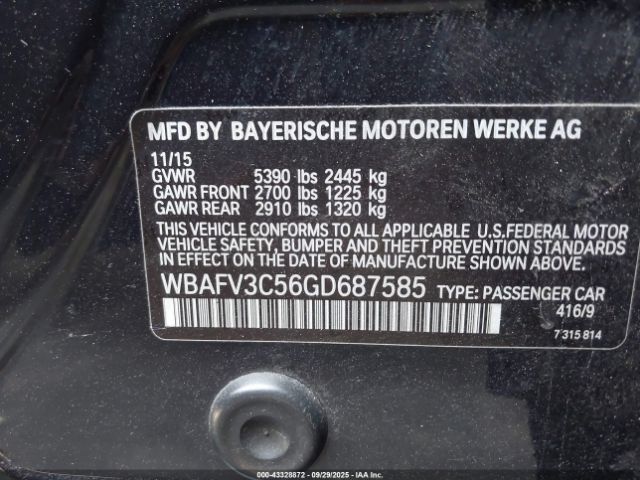 MFD BY BAYERISCHE MOTOREN WERKE AG
11/15
GVWR 5390 lbs 2445 kg
GAWR FRONT 2700 lbs 1225 kg
GAWR REAR 2910 lbs 1320 kg
THIS VEHICLE CONFORMS TO ALL APPLICABLE U.S.FEDERAL MOTOR
VEHICLE SAFETY, BUMPER AND THEFT PREVENTION STANDARDS
IN EFFECT ON THE DATE OF MANUFACTURE SHOWN ABOVE.
WBAFV3C56GD687585 TYPE: PASSENGER CAR
416/9
7 315 814
000-43328872 09/29/2025 IAA Inc.